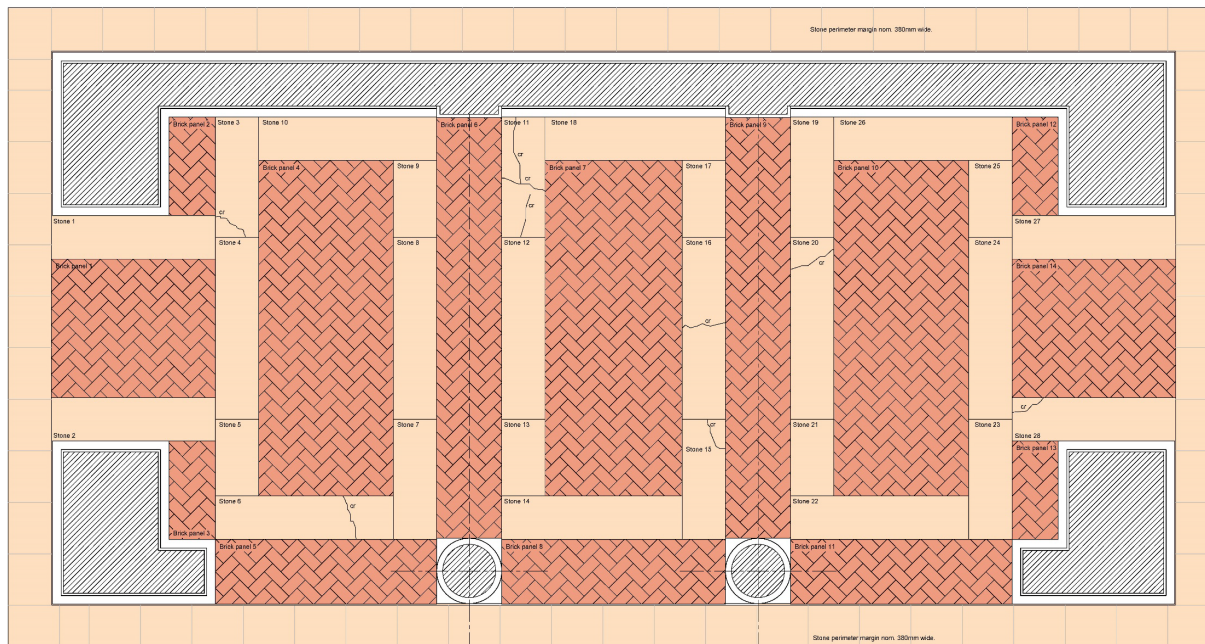 Stone perimeter margin nom. 380mm wide.
Brick panel 2
Stone 3
Stone 10
Brick panel 6
Stone 11
Stone 18
Brick panel 9
Stone 19
Stone 26
Brick panel 12
cr
Brick panel 4
Stone 9
cr
Brick panel 7
Stone 17
Brick panel 10
Stone 25
cr
cr
Stone 1
Stone 27
Stone 4
Stone 8
Stone 12
Stone 16
Stone 20
Stone 24
cr
Brick panel 1
Brick panel 14
cr
cr
Stone 2
Stone 5
Stone 7
Stone 13
cr
Stone 15
Stone 21
Stone 23
Stone 28
Brick panel 13
Stone 6
cr
Stone 14
Stone 22
Brick panel 3
Brick panel 5
Brick panel 8
Brick panel 11
Stone perimeter margin nom. 380mm wide.